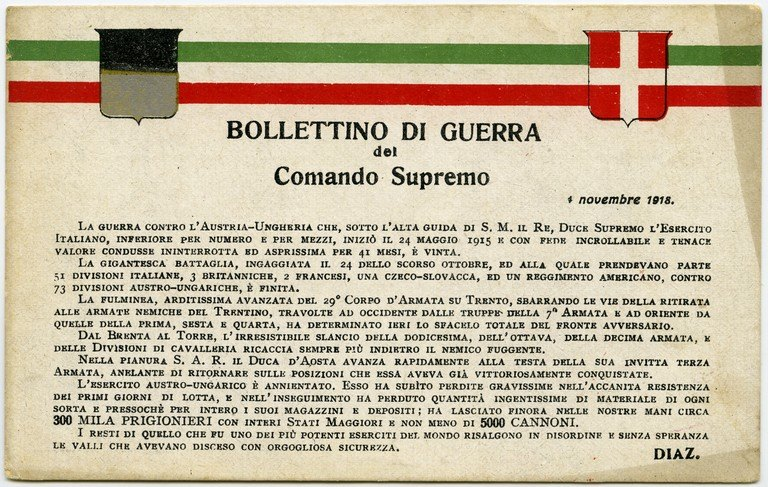 BOLLETTINO DI GUERRA
del
Comando Supremo
4 novembre 1918.
La guerra contro l'Austria-Ungheria che, sotto l'alta guida di S. M. il Re, Duce Supremo l'Esercito
Italiano, inferiore per numero e per mezzi, iniziò il 24 maggio 1915 e con fede incrollabile e tenace
valore condusse ininterrotta ed asprissima per 41 mesi, è vinta.
La gigantesca battaglia, ingaggiata il 24 dello scorso ottobre, ed alla quale prendevano parte
51 divisioni italiane, 3 britanniche, 2 francesi, una czeco-slovacca, ed un reggimento americano, contro
73 divisioni austro-ungariche, è finita.
La fulminea, arditissima avanzata del 29º Corpo d'Armata su Trento, sbarrando le vie della ritirata
alle armate nemiche del Trentino, travolte ad occidente dalle truppe della 7ª Armata e ad oriente da
quelle della prima, sesta e quarta, ha determinato ieri lo sfacelo totale del fronte avversario.
Dal Brenta al Torre, l'irresistibile slancio della dodicesima, dell'ottava, della decima armata, e
delle Divisioni di cavalleria ricaccia sempre più indietro il nemico fuggente.
Nella pianura S. A. R. il Duca d'Aosta avanza rapidamente alla testa della sua invitta terza
Armata, anelante di ritornare sulle posizioni che essa aveva già vittoriosamente conquistate.
L'esercito austro-ungarico è annientato. Esso ha subìto perdite gravissime nell'accanita resistenza
dei primi giorni di lotta, e nell'inseguimento ha perduto quantità ingentissime di materiale di ogni
sorta e pressochè per intero i suoi magazzini e depositi; ha lasciato finora nelle nostre mani circa
300 MILA PRIGIONIERI con interi Stati Maggiori e non meno di 5000 CANNONI.
I resti di quello che fu uno dei più potenti eserciti del mondo risalgono in disordine e senza speranza
le valli che avevano disceso con orgogliosa sicurezza.
DIAZ.